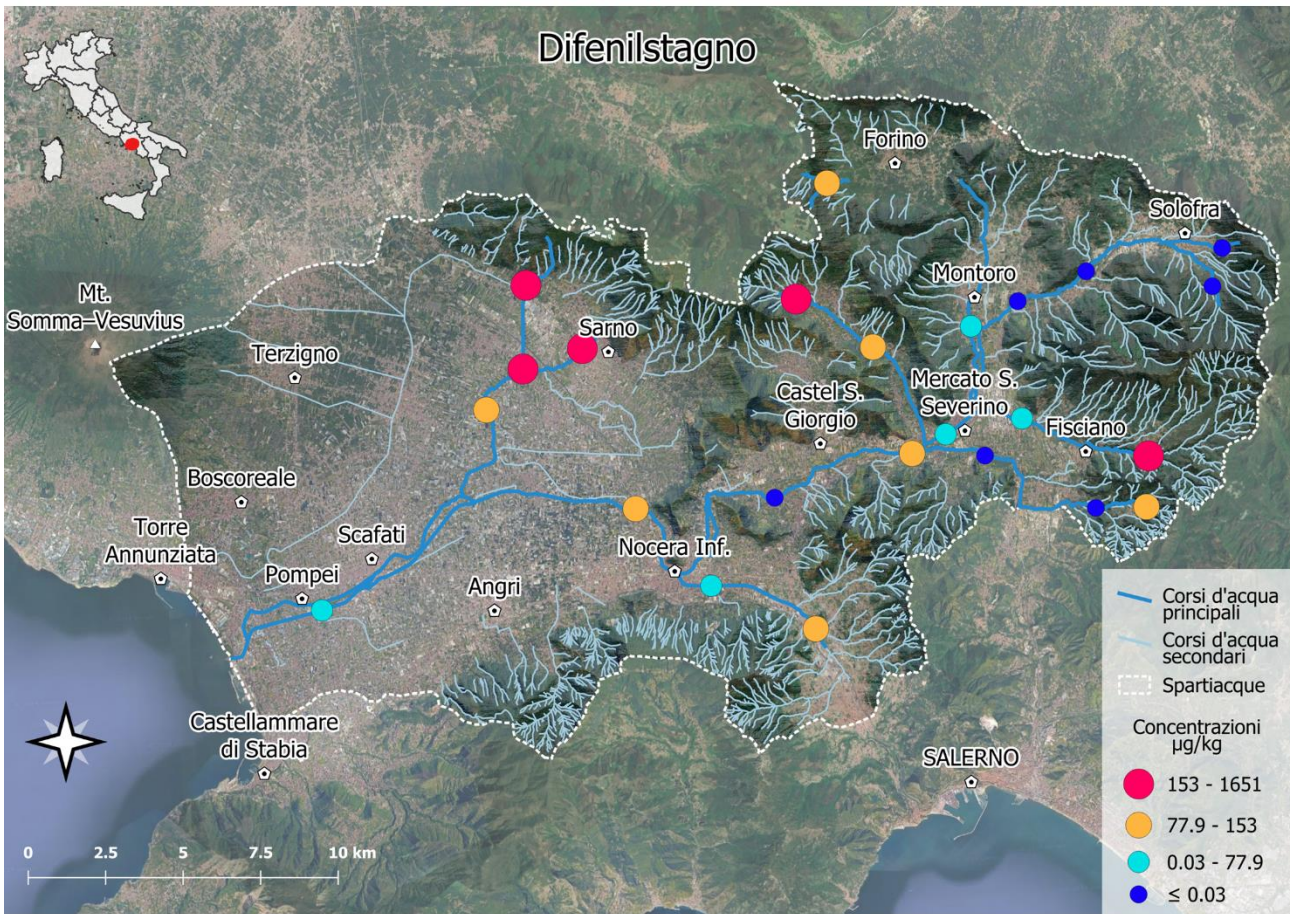 Difenilstagno
Forino
Solofra
Montoro
Mt.
Somma–Vesuvius
Sarno
Terzigno
Castel S.
Giorgio
Mercato S.
Severino
Fisciano
Boscoreale
Torre
Annunziata
Scafati
Nocera Inf.
Pompei
Angri
Castellammare
di Stabia
SALERNO
0 2.5 5 7.5 10 km
Corsi d'acqua
principali
Corsi d'acqua
secondari
Spartiacque
Concentrazioni
µg/kg
153 - 1651
77.9 - 153
0.03 - 77.9
≤ 0.03